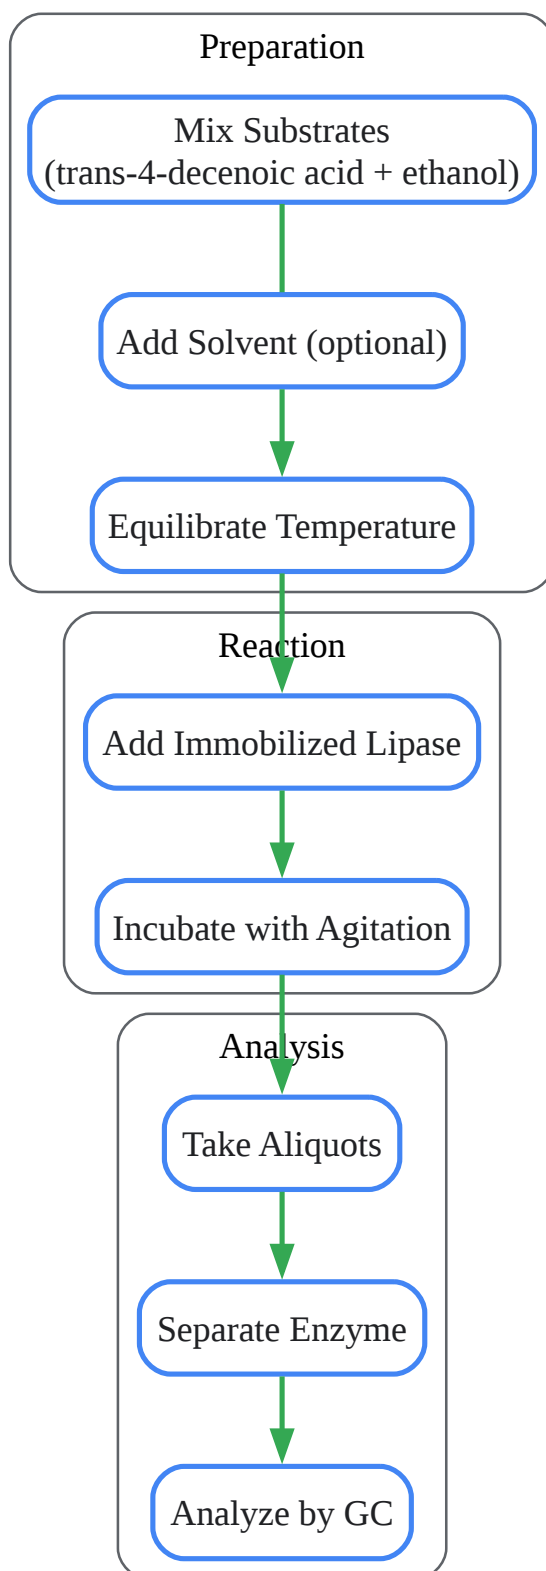 Preparation
Mix Substrates
(trans-4-decenoic acid + ethanol)
Add Solvent (optional)
Equilibrate Temperature
Reaction
Add Immobilized Lipase
Incubate with Agitation
Analysis
Take Aliquots
Separate Enzyme
Analyze by GC